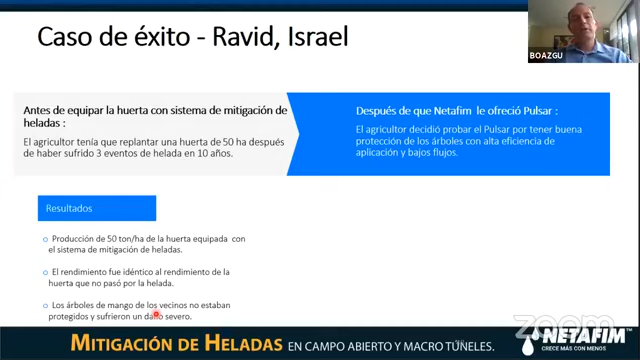 Caso de éxito - Ravid, Israel
BOAZGU
Antes de equipar la huerta con sistema de mitigación de
heladas :
El agricultor tenía que replantar una huerta de 50 ha después
de haber sufrido 3 eventos de helada en 10 años.
Después de que Netafim le ofreció Pulsar :
El agricultor decidió probar el Pulsar por tener buena
protección de los árboles con alta eficiencia de
aplicación y bajos flujos.
Resultados
Producción de 50 ton/ha de la huerta equipada con
el sistema de mitigación de heladas.
El rendimiento fue idéntico al rendimiento de la
huerta que no pasó por la helada.
Los árboles de mango de los vecinos no estaban
protegidos y sufrieron un daño severo.
zoom
MITIGACIÓN DE HELADAS EN CAMPO ABIERTO Y MACRO TÚNELES.
NETAFIM
CRECE MÁS CON MENOS